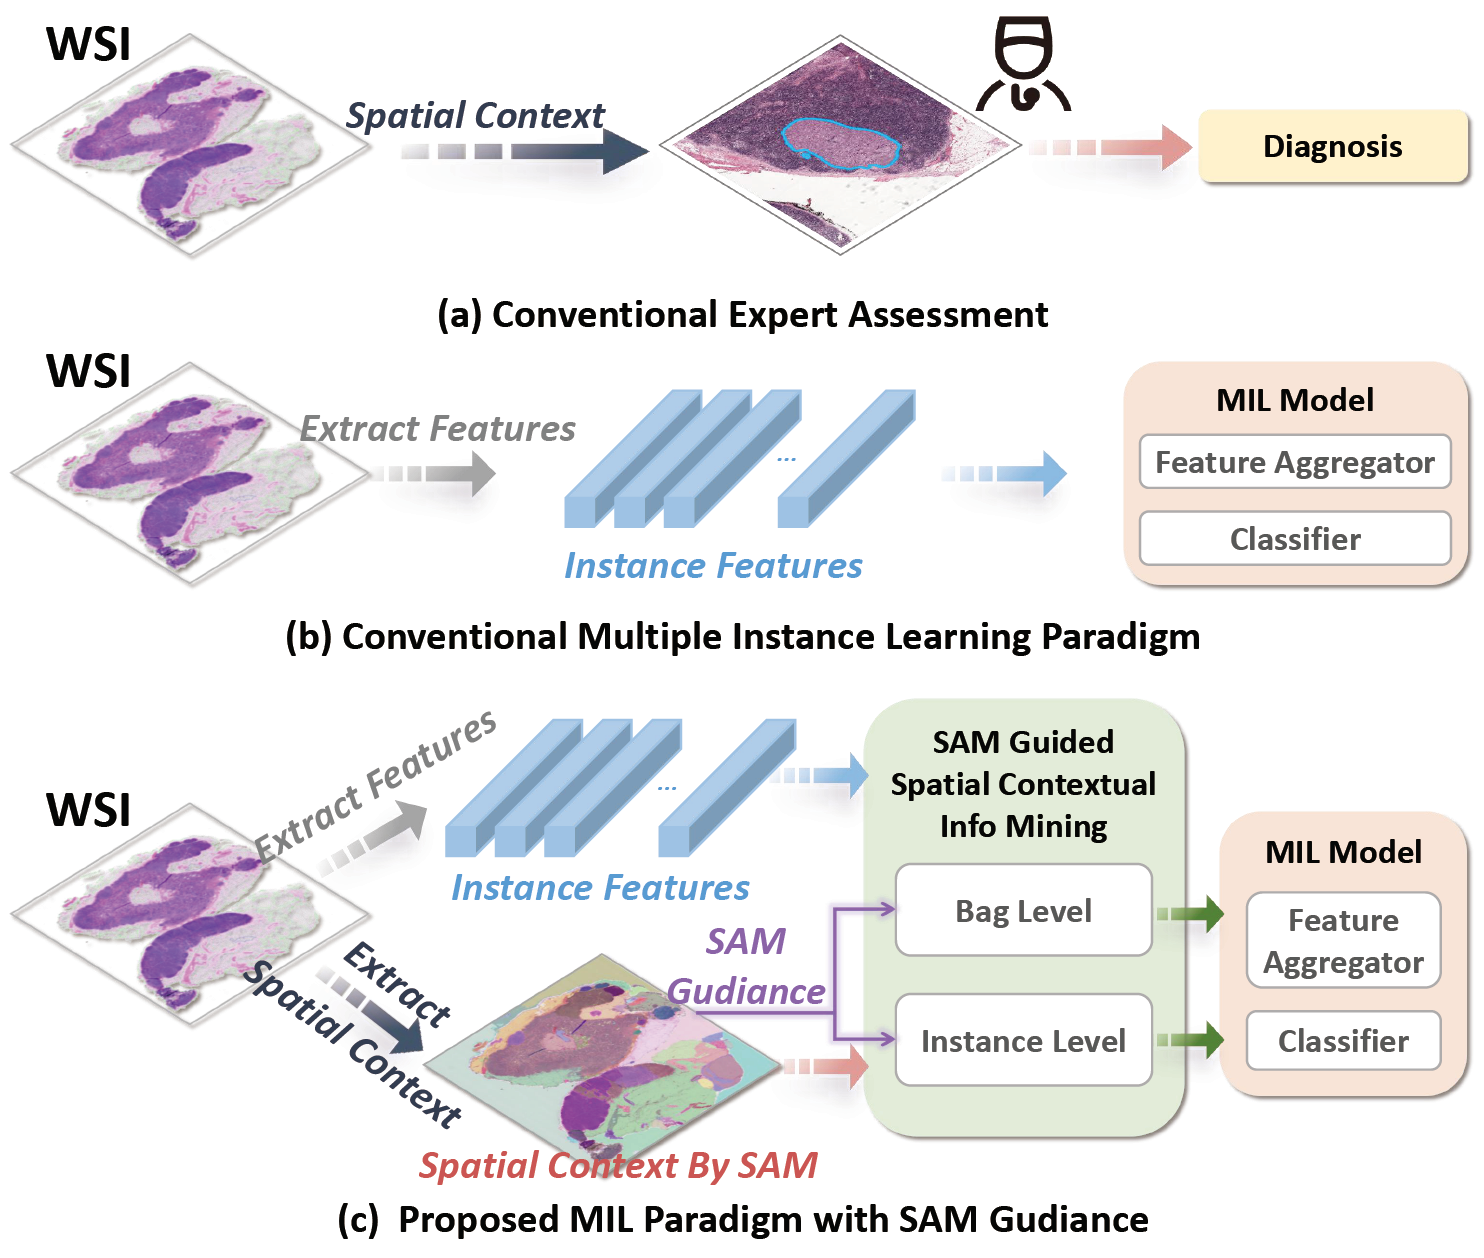 WSI
Spatial Context
Diagnosis
(a) Conventional Expert Assessment
WSI
Extract Features
...
Instance Features
MIL Model
Feature Aggregator
Classifier
(b) Conventional Multiple Instance Learning Paradigm
WSI
Extract Features
...
Instance Features
Extract
Spatial Context
SAM
Gudiance
Spatial Context By SAM
SAM Guided
Spatial Contextual
Info Mining
Bag Level
Instance Level
MIL Model
Feature
Aggregator
Classifier
(c) Proposed MIL Paradigm with SAM Gudiance